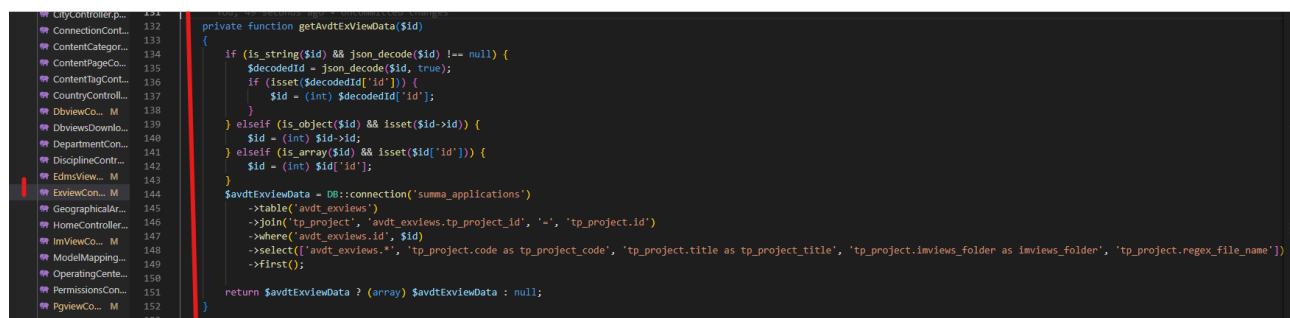 CityController.p...
ConnectionCont...
ContentCategor...
ContentPageCo...
ContentTagCont...
CountryControll...
DbviewCo... M
DbviewsDownlo...
DepartmentCon...
DisciplineContr...
EdmsView... M
ExviewCon... M
GeographicalAr...
HomeController...
ImViewCo... M
ModelMapping...
OperatingCente...
PermissionsCon...
PgviewCo... M
131 You, 49 seconds ago • Uncommitted changes
132 private function getAvdtExViewData($id)
133 {
134 if (is_string($id) && json_decode($id) !== null) {
135 $decodedId = json_decode($id, true);
136 if (isset($decodedId['id'])) {
137 $id = (int) $decodedId['id'];
138 }
139 } elseif (is_object($id) && isset($id->id)) {
140 $id = (int) $id->id;
141 } elseif (is_array($id) && isset($id['id'])) {
142 $id = (int) $id['id'];
143 }
144 $avdtExviewData = DB::connection('summa_applications')
145 ->table('avdt_exviews')
146 ->join('tp_project', 'avdt_exviews.tp_project_id', '=', 'tp_project.id')
147 ->where('avdt_exviews.id', $id)
148 ->select(['avdt_exviews.*', 'tp_project.code as tp_project_code', 'tp_project.title as tp_project_title', 'tp_project.imviews_folder as imviews_folder', 'tp_project.regex_file_name'])
149 ->first();
150
151 return $avdtExviewData ? (array) $avdtExviewData : null;
152 }